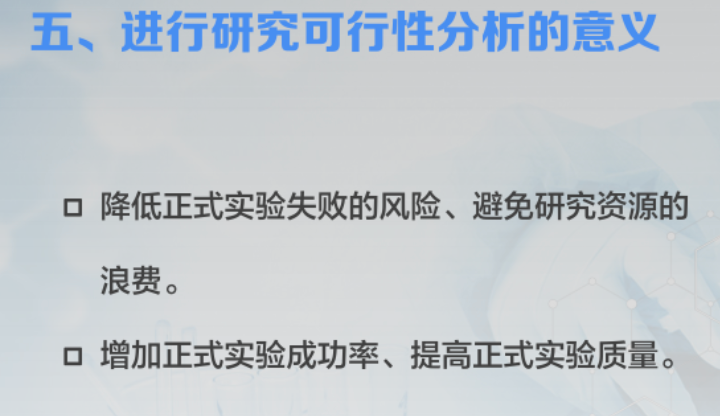 五、进行研究可行性分析的意义
降低正式实验失败的风险、避免研究资源的
浪费。
增加正式实验成功率、提高正式实验质量。